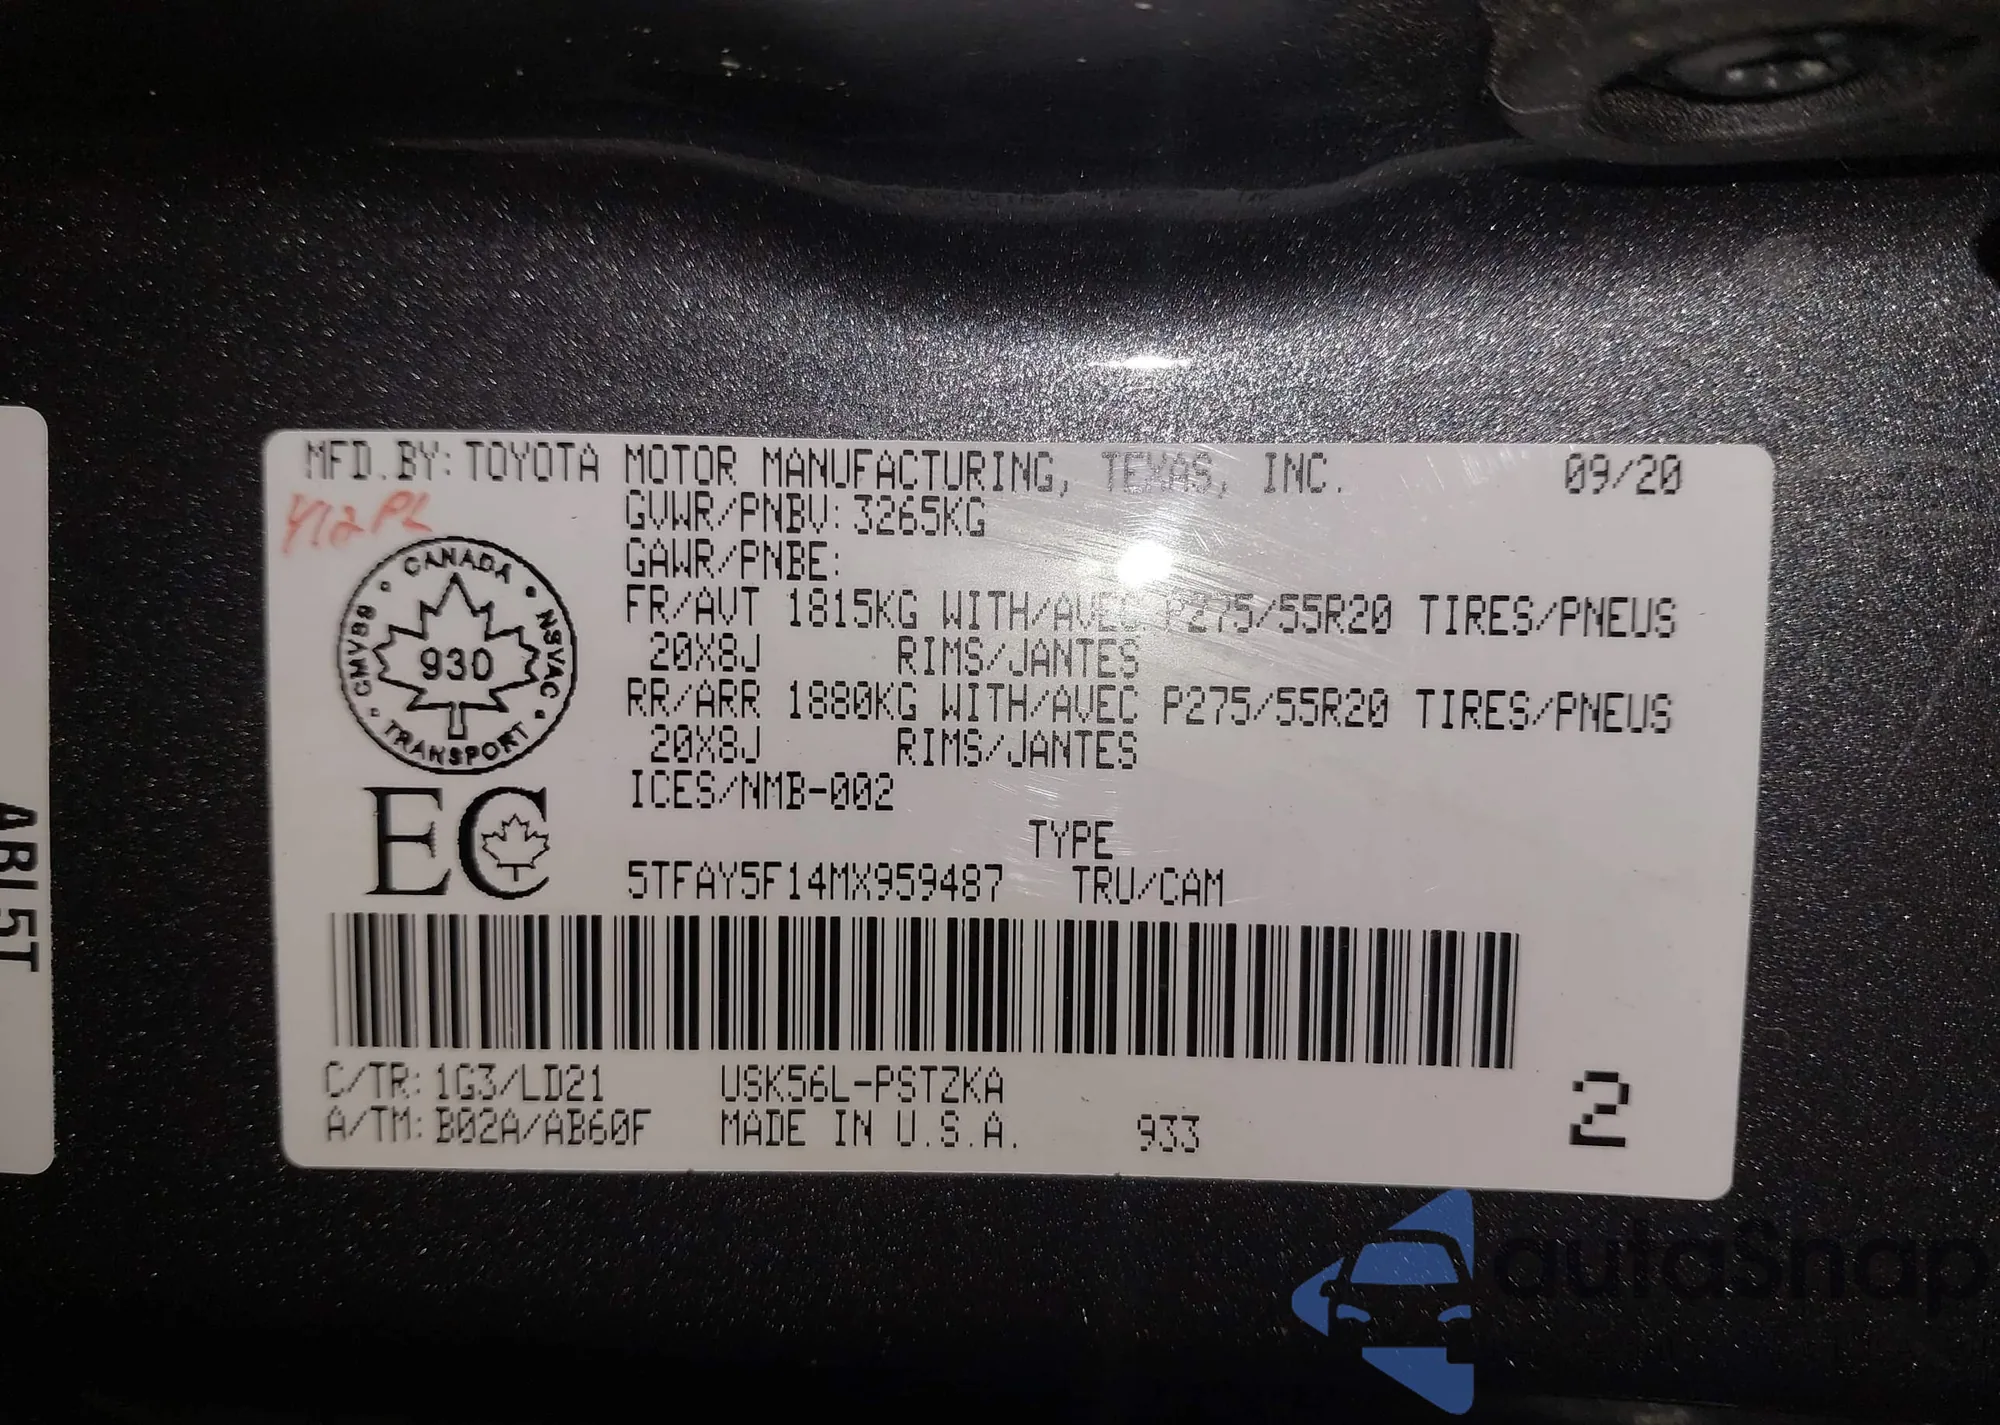 MFD.BY: TOYOTA MOTOR MANUFACTURING, TEXAS, INC. 09/20
Y12PL
GVWR/PNBV: 3265KG
GAWR/PNBE:
FR/AVT 1815KG WITH/AVEC P275/55R20 TIRES/PNEUS
20X8J RIMS/JANTES
RR/ARR 1880KG WITH/AVEC P275/55R20 TIRES/PNEUS
20X8J RIMS/JANTES
ICES/NMB-002
CANADA
NSVAC
TRANSPORT
CMVSS
930
EC
TYPE
5TFAY5F14MX959487 TRU/CAM
C/TR: 1G3/LD21 USK56L-PSTZKA
A/TM: B02A/AB60F MADE IN U.S.A. 933
2
ABL5T
autoSnap